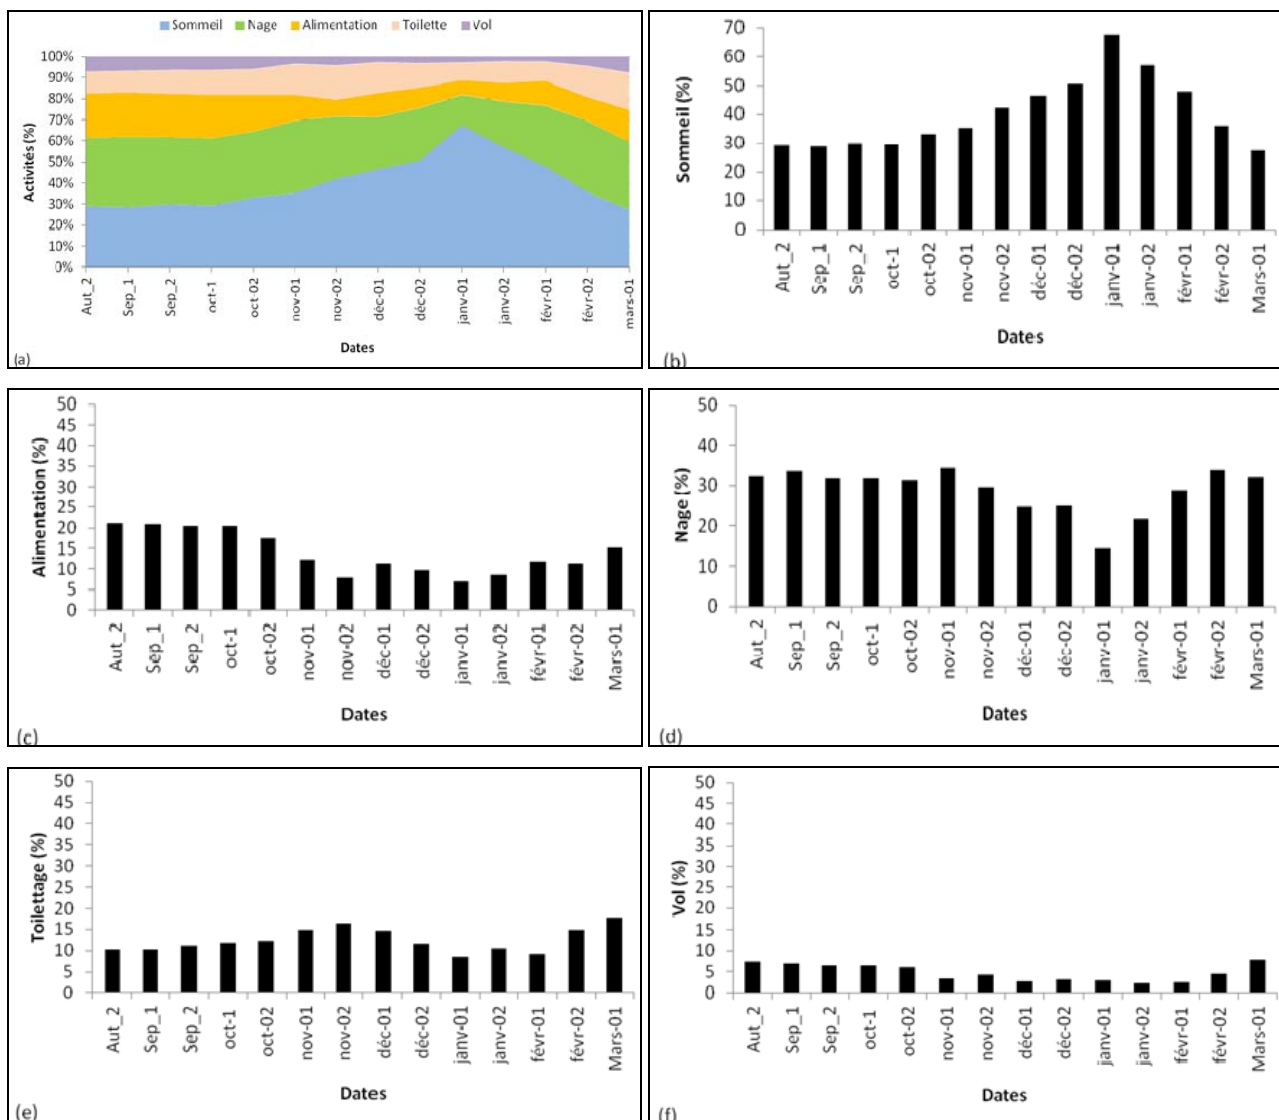 Sommeil Nage Alimentation Toilette Vol
Activités (%)
100%
90%
80%
70%
60%
50%
40%
30%
20%
10%
0%
Aut_2 Sep_1 Sep_2 oct-1 oct-02 nov-01 nov-02 déc-01 déc-02 janv-01 janv-02 févr-01 févr-02 mars-01
Dates
(a)
Sommeil (%)
70
60
50
40
30
20
10
0
Aut_2 Sep_1 Sep_2 oct-1 oct-02 nov-01 nov-02 déc-01 déc-02 janv-01 janv-02 févr-01 févr-02 Mars-01
Dates
(b)
Alimentation (%)
50
45
40
35
30
25
20
15
10
5
0
Aut_2 Sep_1 Sep_2 oct-1 oct-02 nov-01 nov-02 déc-01 déc-02 janv-01 janv-02 févr-01 févr-02 Mars-01
Dates
(c)
Nage (%)
50
40
30
20
10
0
Aut_2 Sep_1 Sep_2 oct-1 oct-02 nov-01 nov-02 déc-01 déc-02 janv-01 janv-02 févr-01 févr-02 Mars-01
Dates
(d)
Toilettage (%)
50
45
40
35
30
25
20
15
10
5
0
Aut_2 Sep_1 Sep_2 oct-1 oct-02 nov-01 nov-02 déc-01 déc-02 janv-01 janv-02 févr-01 févr-02 Mars-01
Dates
(e)
Vol (%)
50
45
40
35
30
25
20
15
10
5
0
Aut_2 Sep_1 Sep_2 oct-1 oct-02 nov-01 nov-02 déc-01 déc-02 janv-01 janv-02 févr-01 févr-02 Mars-01
Dates
(f)